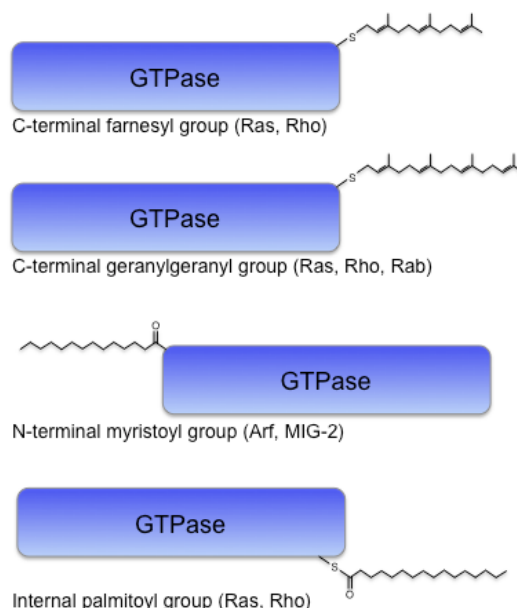 S
GTPase
C-terminal farnesyl group (Ras, Rho)
S
GTPase
C-terminal geranylgeranyl group (Ras, Rho, Rab)
O
GTPase
N-terminal myristoyl group (Arf, MIG-2)
GTPase
S
O
Internal palmitoyl group (Ras, Rho)